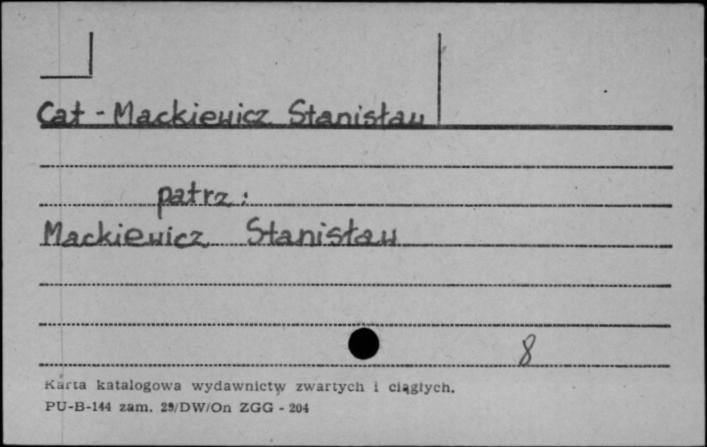 Cat - Mackiewicz Stanisław
patrz:
Mackiewicz Stanisław
8
Karta katalogowa wydawnictw zwartych i ciągłych.
PU-B-144 zam. 29/DW/On ZGG - 204